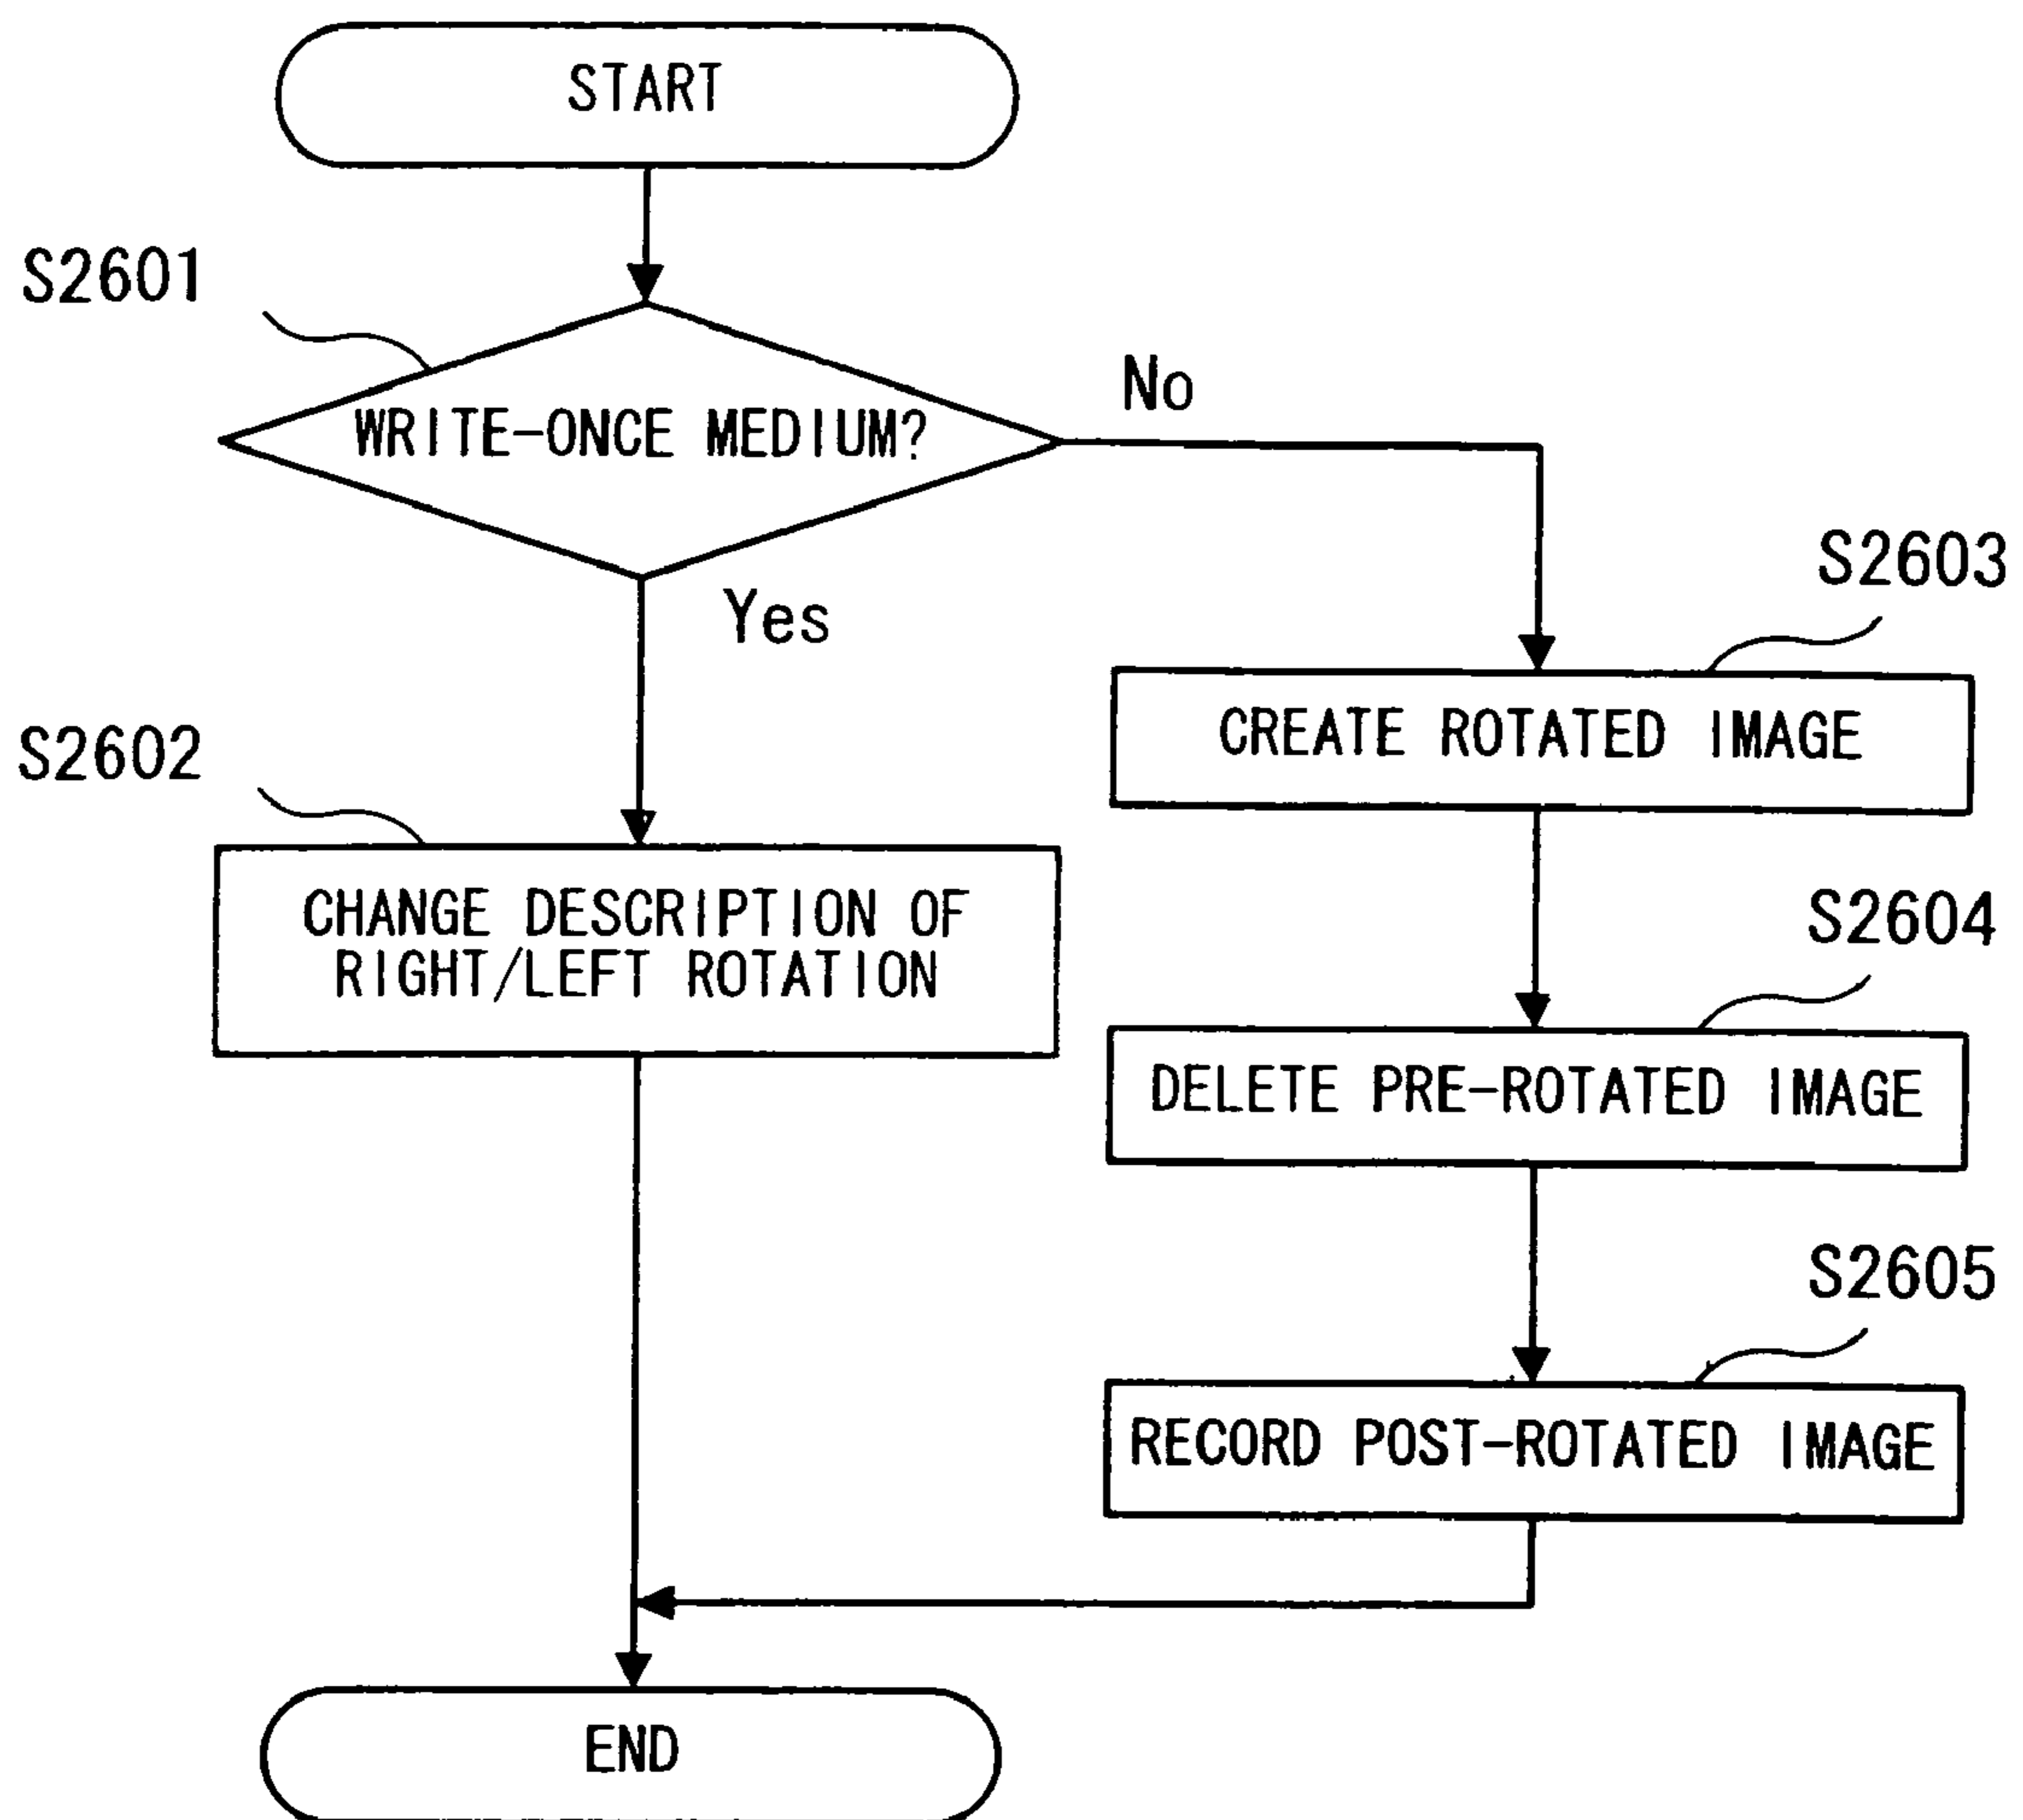 START
S2601
No
WRITE-ONCE MEDIUM?
S2603
Yes
CREATE ROTATED IMAGE
S2602
CHANGE DESCRIPTION OF
RIGHT/LEFT ROTATION
S2604
DELETE PRE-ROTATED IMAGE
S2605
RECORD POST-ROTATED IMAGE
END